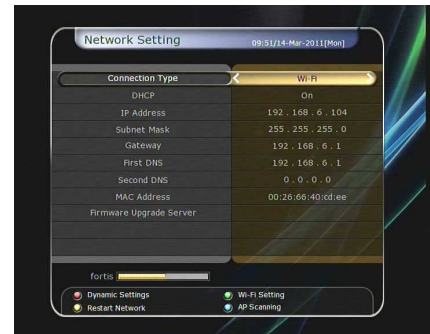 Network Setting 09:51/14-Mar-2011[Mon]
Connection Type Wi-Fi
DHCP On
IP Address 192 . 168 . 6 . 104
Subnet Mask 255 . 255 . 255 . 0
Gateway 192 . 168 . 6 . 1
First DNS 192 . 168 . 6 . 1
Second DNS 0 . 0 . 0 . 0
MAC Address 00:26:66:40:cd:ee
Firmware Upgrade Server
fortis
Dynamic Settings Wi-Fi Setting
Restart Network AP Scanning